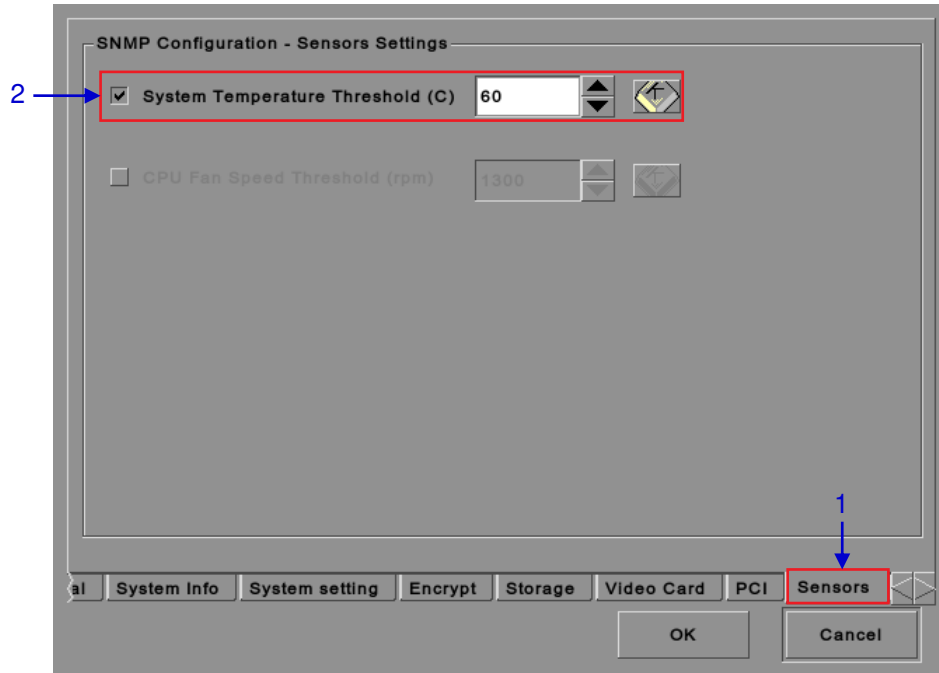 SNMP Configuration - Sensors Settings
2
System Temperature Threshold (C) 60
CPU Fan Speed Threshold (rpm) 1300
1
al System Info System setting Encrypt Storage Video Card PCI Sensors
OK Cancel